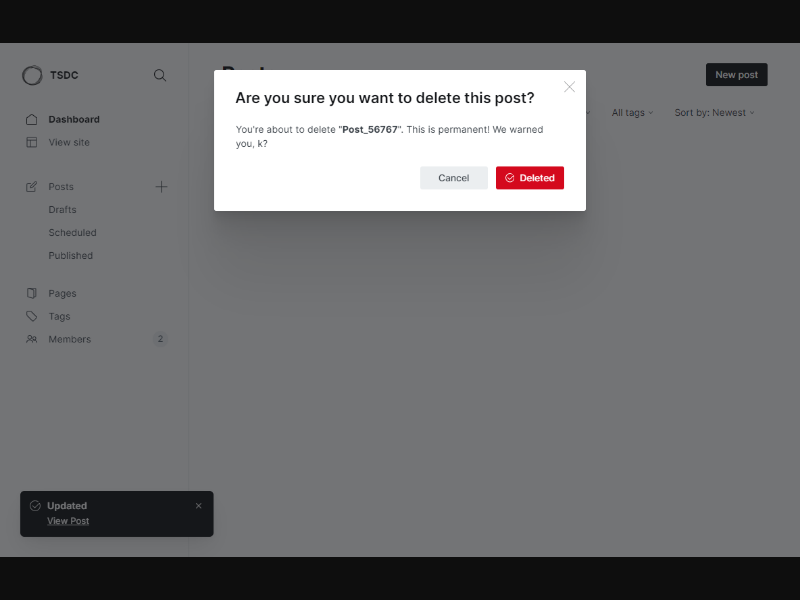 TSDC
Dashboard
View site
Posts
Drafts
Scheduled
Published
Pages
Tags
Members
2
New post
All tags
Sort by: Newest
Are you sure you want to delete this post?
You're about to delete "Post_56767". This is permanent! We warned
you, k?
Cancel
Deleted
Updated
View Post